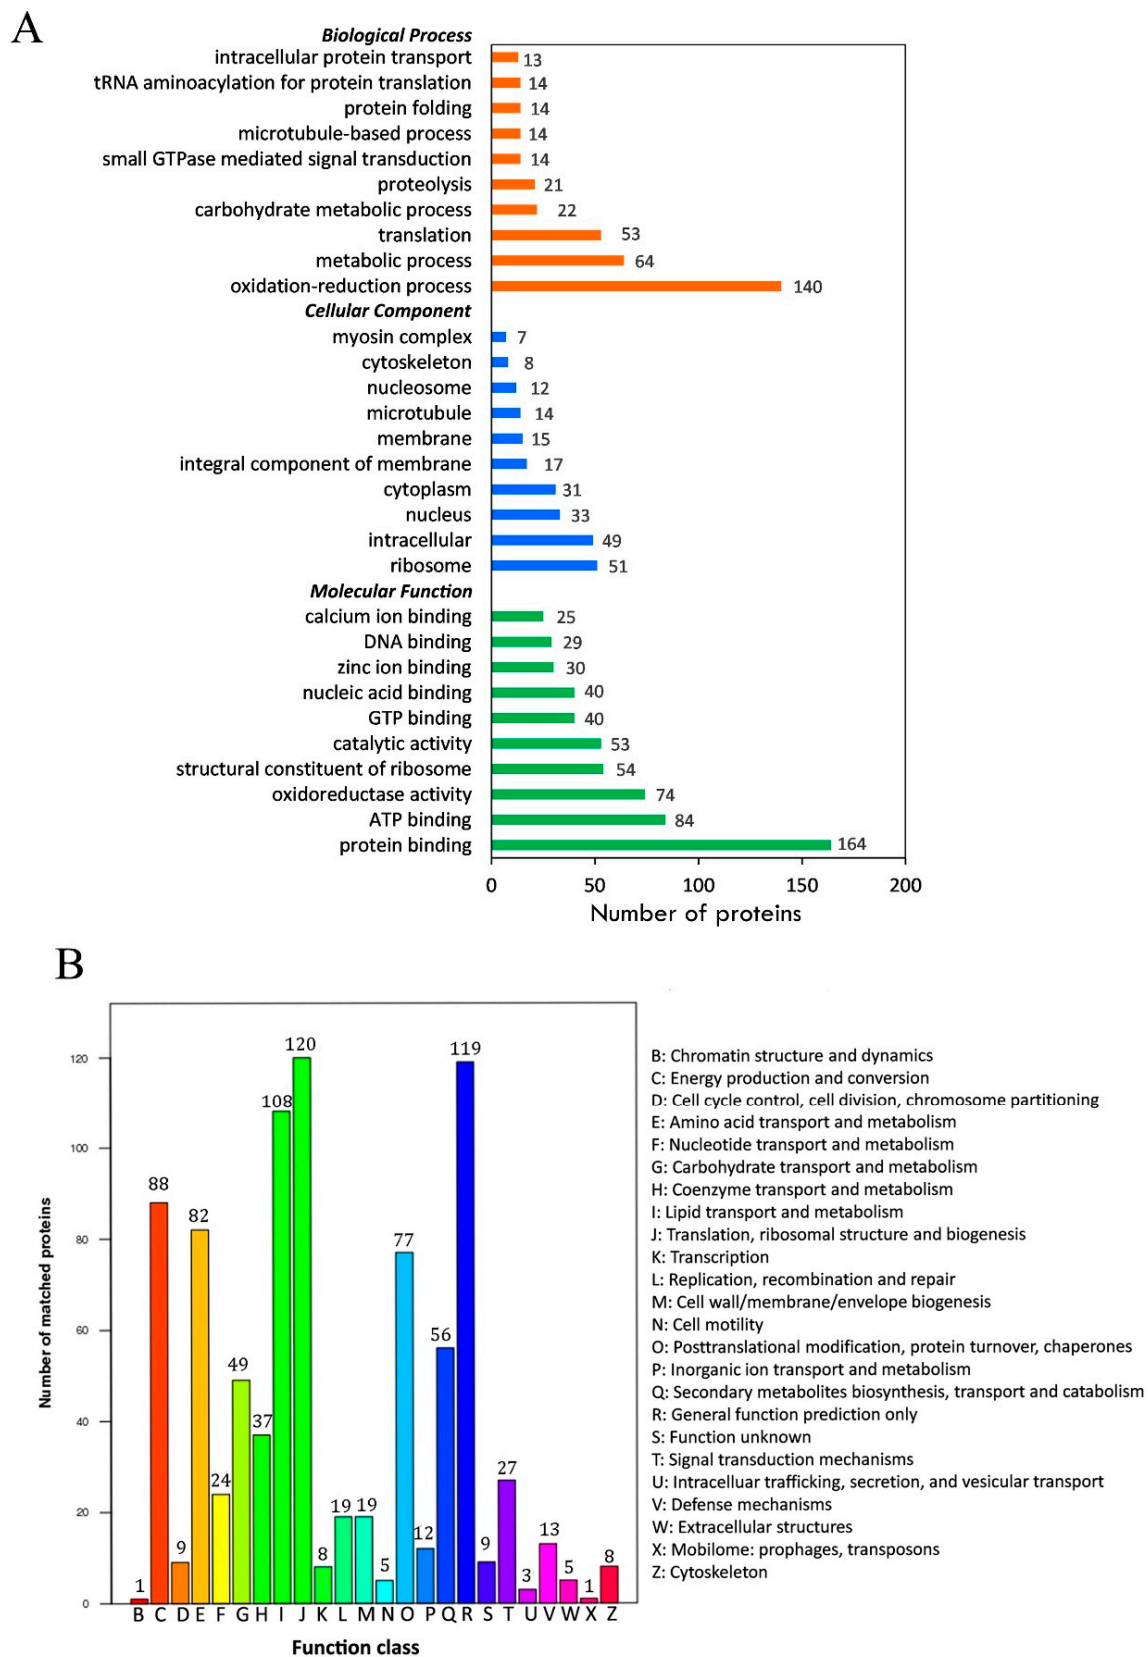 A
Biological Process
intracellular protein transport 13
tRNA aminoacylation for protein translation 14
protein folding 14
microtubule-based process 14
small GTPase mediated signal transduction 14
proteolysis 21
carbohydrate metabolic process 22
translation 53
metabolic process 64
oxidation-reduction process 140
Cellular Component
myosin complex 7
cytoskeleton 8
nucleosome 12
microtubule 14
membrane 15
integral component of membrane 17
cytoplasm 31
nucleus 33
intracellular 49
ribosome 51
Molecular Function
calcium ion binding 25
DNA binding 29
zinc ion binding 30
nucleic acid binding 40
GTP binding 40
catalytic activity 53
structural constituent of ribosome 54
oxidoreductase activity 74
ATP binding 84
protein binding 164
0 50 100 150 200
Number of proteins
B
Number of matched proteins
120
100
80
60
40
20
0
1 88 9 82 24 49 37 108 120 8 19 19 5 77 12 56 119 9 27 3 13 5 1 8
B C D E F G H I J K L M N O P Q R S T U V W X Z
Function class
B: Chromatin structure and dynamics
C: Energy production and conversion
D: Cell cycle control, cell division, chromosome partitioning
E: Amino acid transport and metabolism
F: Nucleotide transport and metabolism
G: Carbohydrate transport and metabolism
H: Coenzyme transport and metabolism
I: Lipid transport and metabolism
J: Translation, ribosomal structure and biogenesis
K: Transcription
L: Replication, recombination and repair
M: Cell wall/membrane/envelope biogenesis
N: Cell motility
O: Posttranslational modification, protein turnover, chaperones
P: Inorganic ion transport and metabolism
Q: Secondary metabolites biosynthesis, transport and catabolism
R: General function prediction only
S: Function unknown
T: Signal transduction mechanisms
U: Intracelluar trafficking, secretion, and vesicular transport
V: Defense mechanisms
W: Extracellular structures
X: Mobilome: prophages, transposons
Z: Cytoskeleton